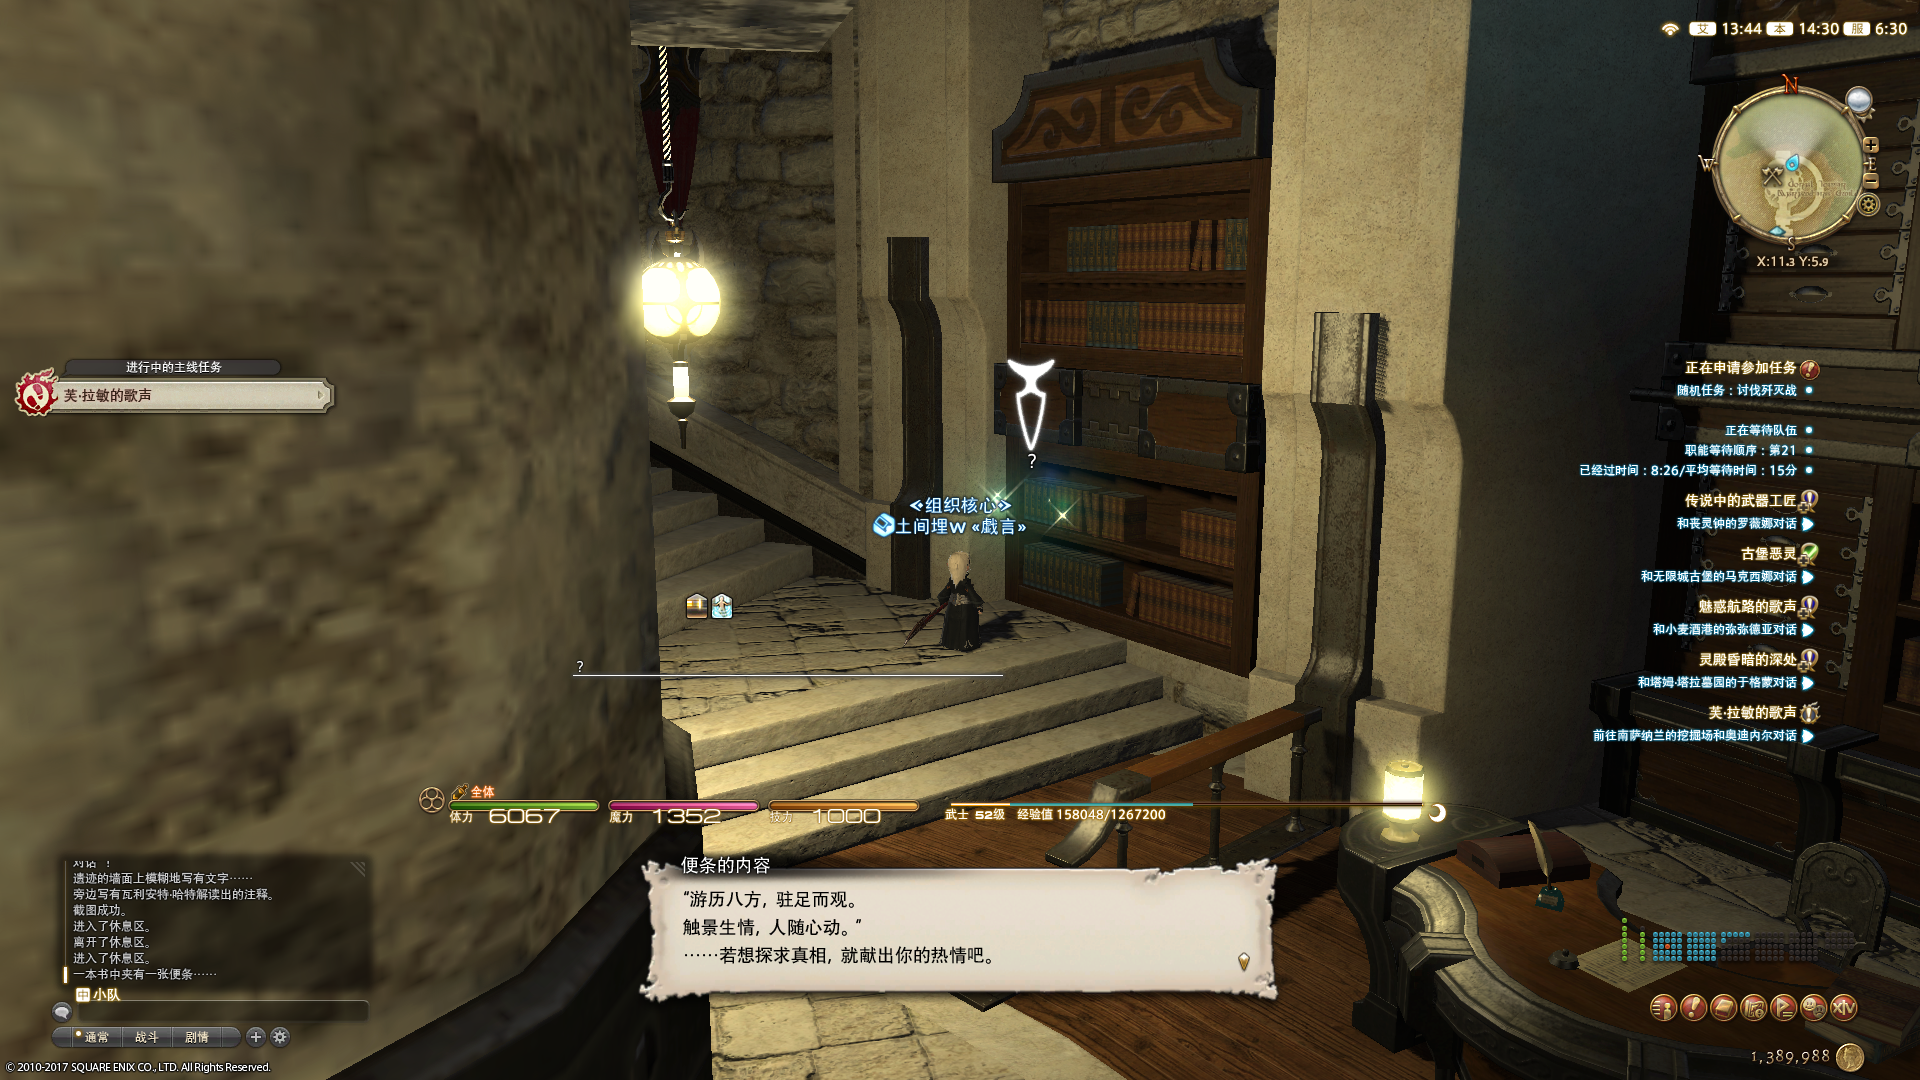 艾 13:44 本 14:30 服 6:30
N
W
E
S
X:11.3 Y:5.9
进行中的主线任务
芙·拉敏的歌声
正在申请参加任务
随机任务：讨伐歼灭战
正在等待队伍
职能等待顺序：第21
已经过时间：8:26/平均等待时间：15分
传说中的武器工匠
和丧灵钟的罗薇娜对话
古堡恶灵
和无限城古堡的马克西娜对话
魅惑航路的歌声
和小麦酒港的弥弥德亚对话
灵殿昏暗的深处
和塔姆·塔拉墓园的于格蒙对话
芙·拉敏的歌声
前往南萨纳兰的挖掘场和奥迪内尔对话
?
<组织核心>
土间埋W «戯言»
?
全体
体力 6067
魔力 1352
技力 1000
武士 52级 经验值 158048/1267200
便条的内容
“游历八方，驻足而观。
触景生情，人随心动。”
……若想探求真相，就献出你的热情吧。
对话 ！
遗迹的墙面上模糊地写有文字……
旁边写有瓦利安特·哈特解读出的注释。
截图成功。
进入了休息区。
离开了休息区。
进入了休息区。
一本书中夹有一张便条……
中 小队
通常 战斗 剧情
XIV
1,389,988
© 2010-2017 SQUARE ENIX CO., LTD. All Rights Reserved.